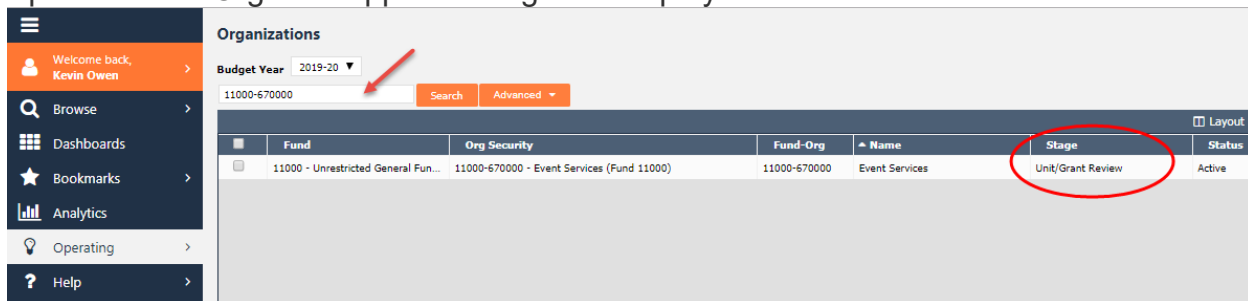 Organizations
Welcome back,
Kevin Owen
Budget Year 2019-20
11000-670000 Search Advanced
Browse
Layout
Dashboards
Fund Org Security Fund-Org Name Stage Status
11000 - Unrestricted General Fun... 11000-670000 - Event Services (Fund 11000) 11000-670000 Event Services Unit/Grant Review Active
Bookmarks
Analytics
Operating
Help